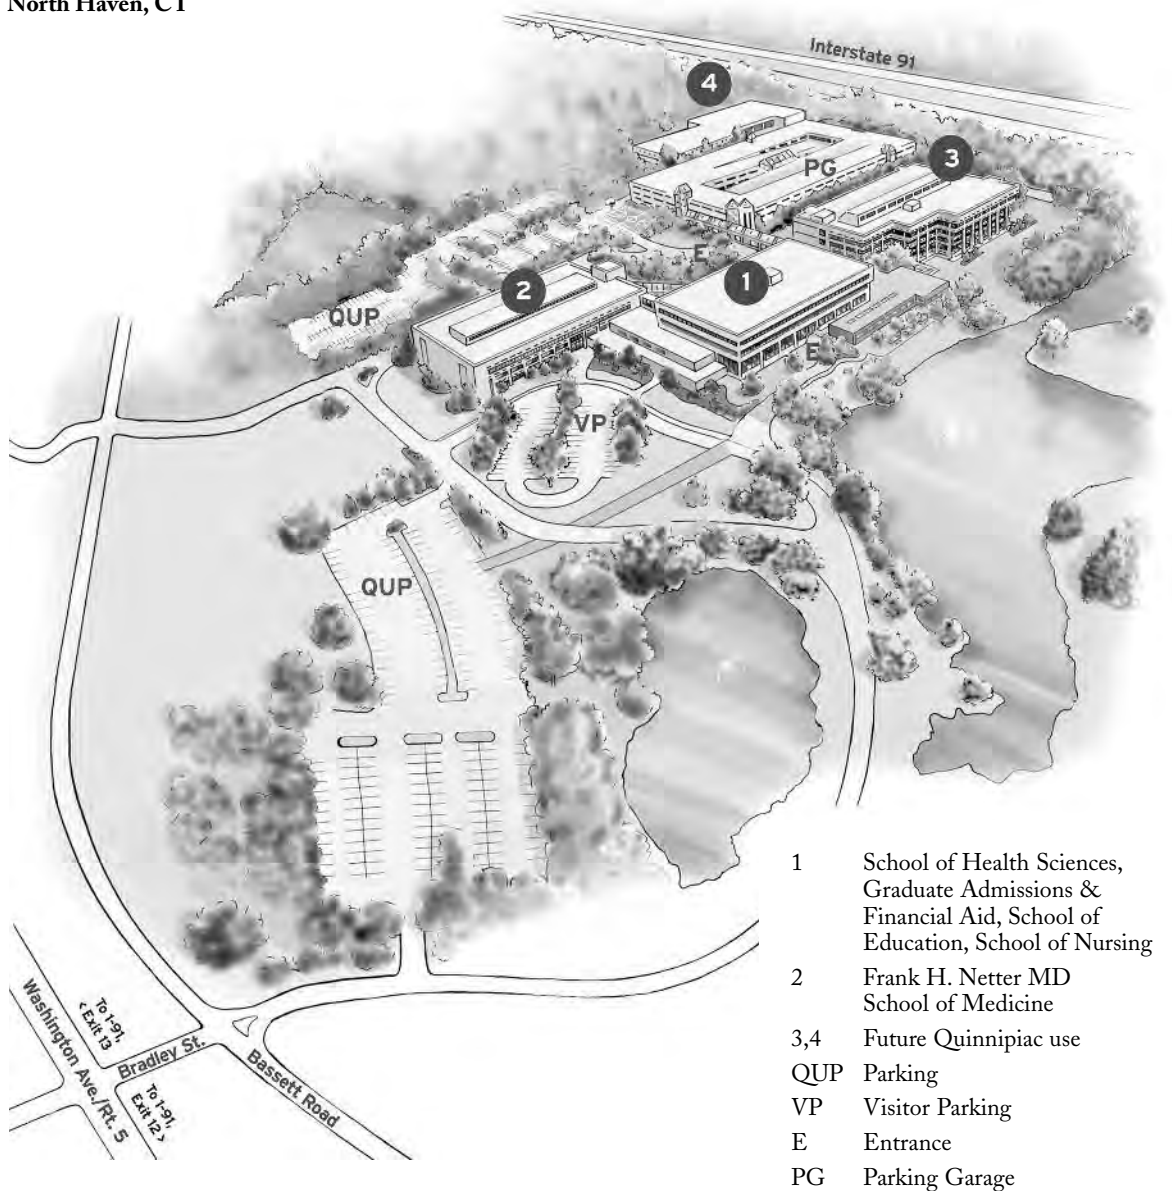 North Haven, CT
Interstate 91
4
3
PG
E
1
2
QUP
E
VP
QUP
1 School of Health Sciences,
Graduate Admissions &
Financial Aid, School of
Education, School of Nursing
2 Frank H. Netter MD
School of Medicine
3,4 Future Quinnipiac use
QUP Parking
VP Visitor Parking
E Entrance
PG Parking Garage
Washington Ave./Rt. 5
To 1-91,
< Exit 13
Bradley St.
To 1-91,
Exit 12 >
Bassett Road